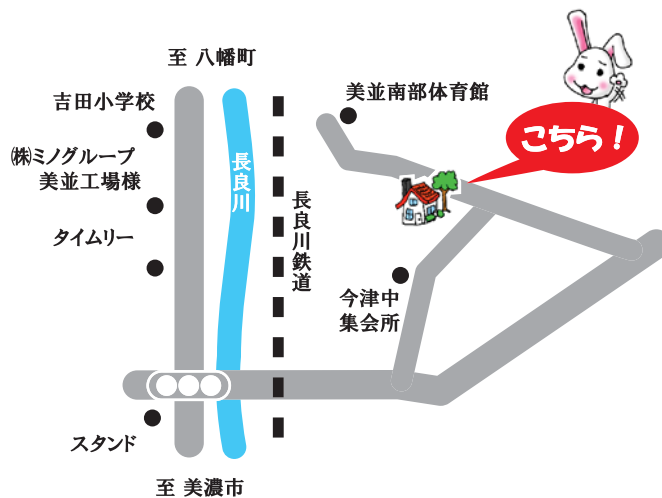 至 八幡町
吉田小学校
美並南部体育館
こちら！
㈱ミノグループ
美並工場様
長良川
長良川鉄道
タイムリー
今津中
集会所
スタンド
至 美濃市